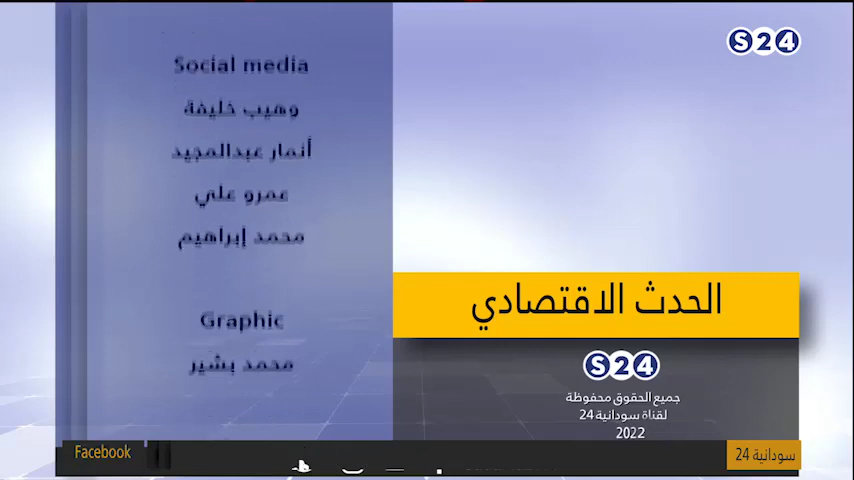 S24
Social media
وهيب خليفة
أنمار عبدالمجيد
عمرو علي
محمد إبراهيم
Graphic
محمد بشير
الحدث الاقتصادي
S24
جميع الحقوق محفوظة
لقناة سودانية 24
2022
Facebook
سودانية 24